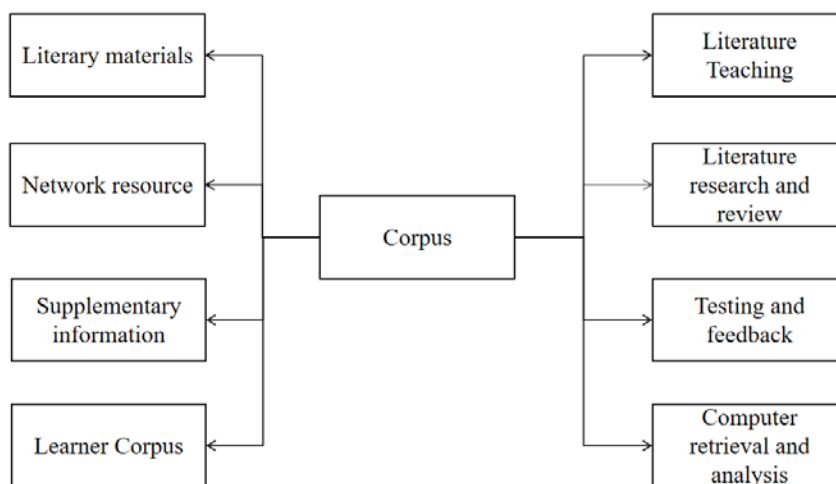 Literary materials
Network resource
Supplementary
information
Learner Corpus
Corpus
Literature
Teaching
Literature
research and
review
Testing and
feedback
Computer
retrieval and
analysis